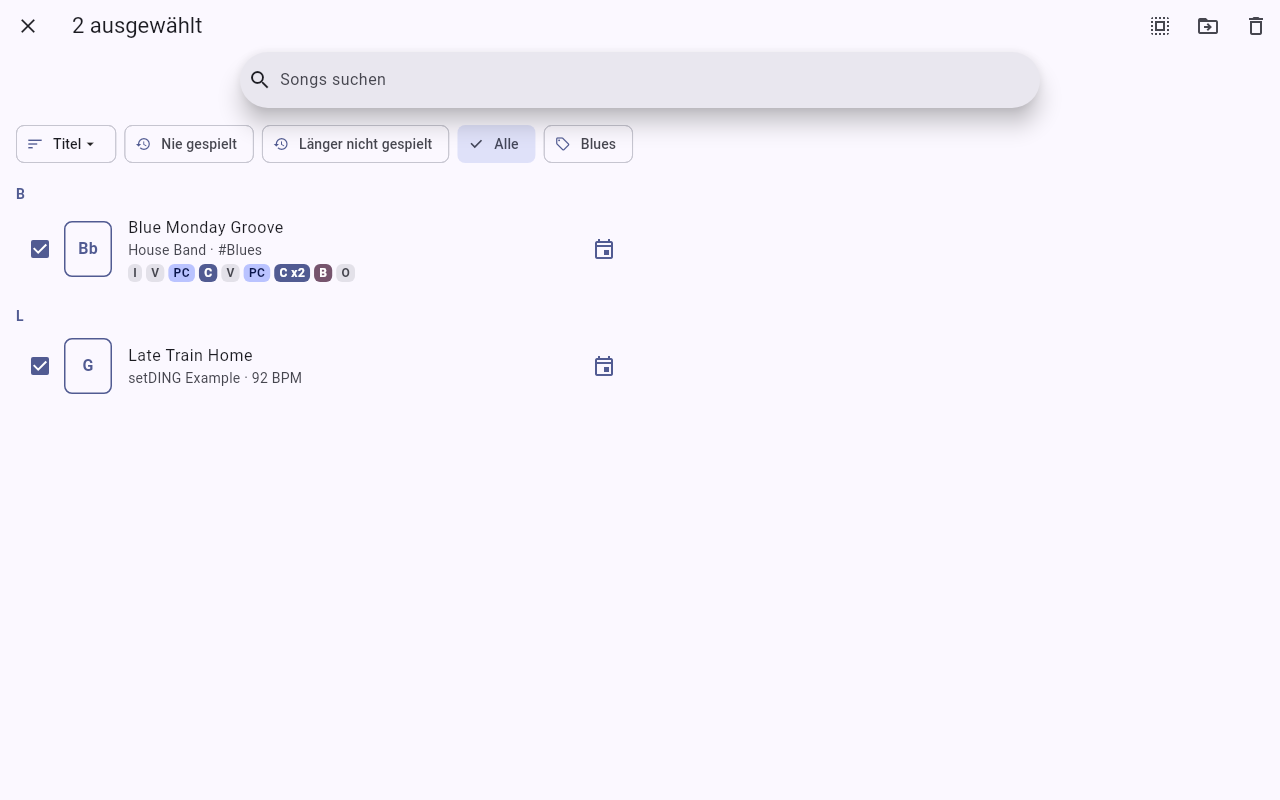 2 ausgewählt
Songs suchen
Titel
Nie gespielt
Länger nicht gespielt
Alle
Blues
B
Bb
Blue Monday Groove
House Band · #Blues
I V PC C V PC C x2 B O
L
G
Late Train Home
setDING Example · 92 BPM